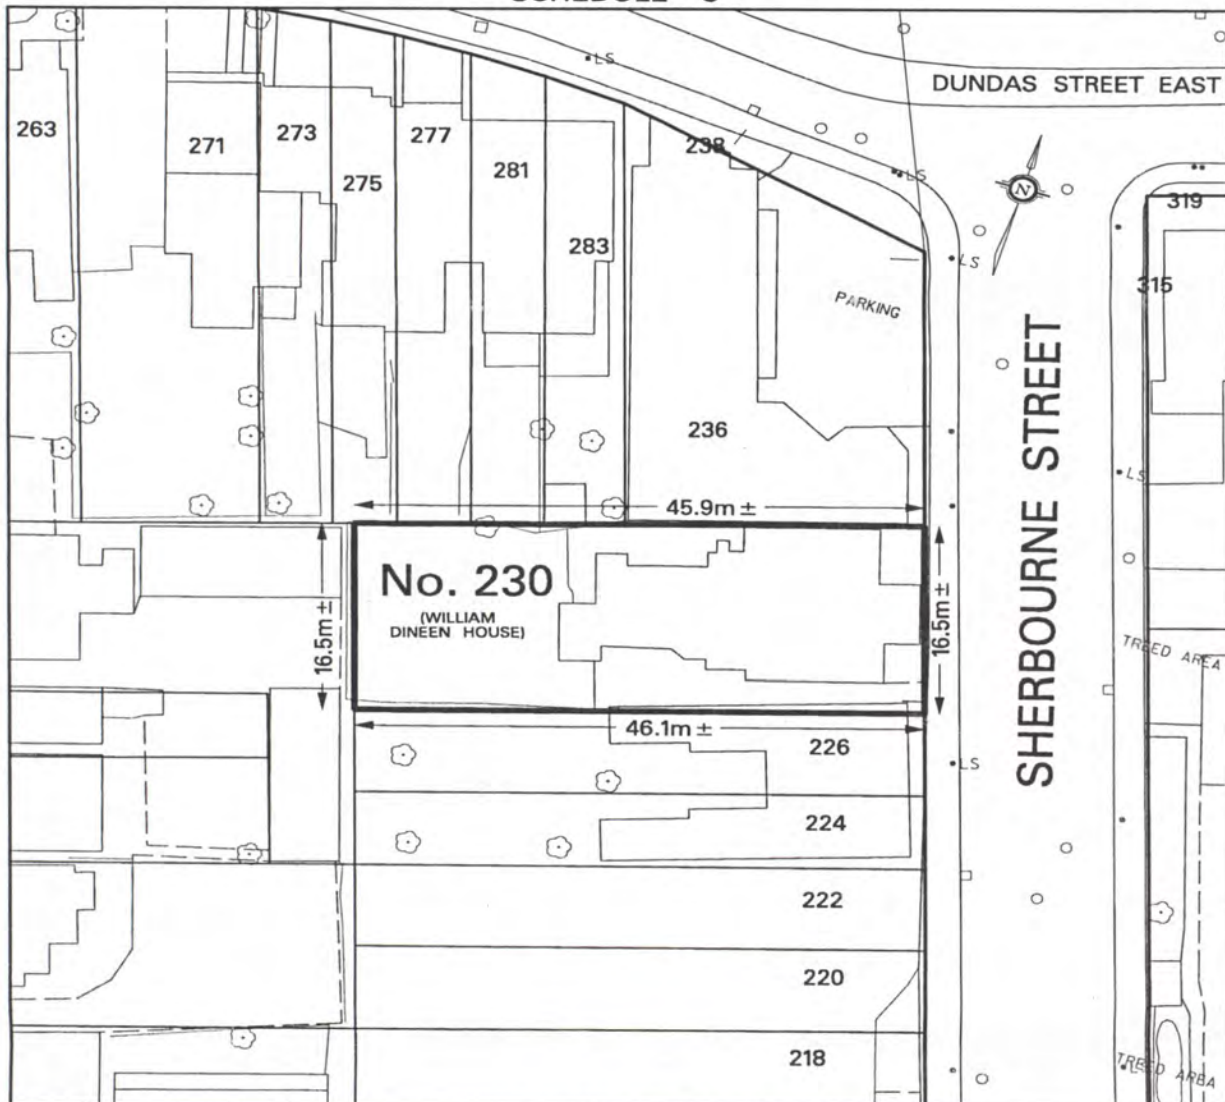 DUNDAS STREET EAST
LS
263
271
273
275
277
281
283
238
LS
N
319
LS
315
PARKING
236
SHERBOURNE STREET
LS
45.9m ±
No. 230
(WILLIAM
DINEEN HOUSE)
16.5m ±
16.5m ±
TREED AREA
46.1m ±
226
LS
224
222
220
218
TREED AREA